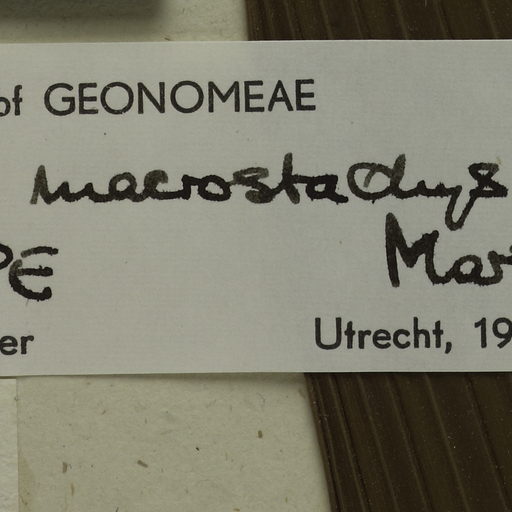 of GEONOMEAE
macrostachys
PE
Mar
er
Utrecht, 19